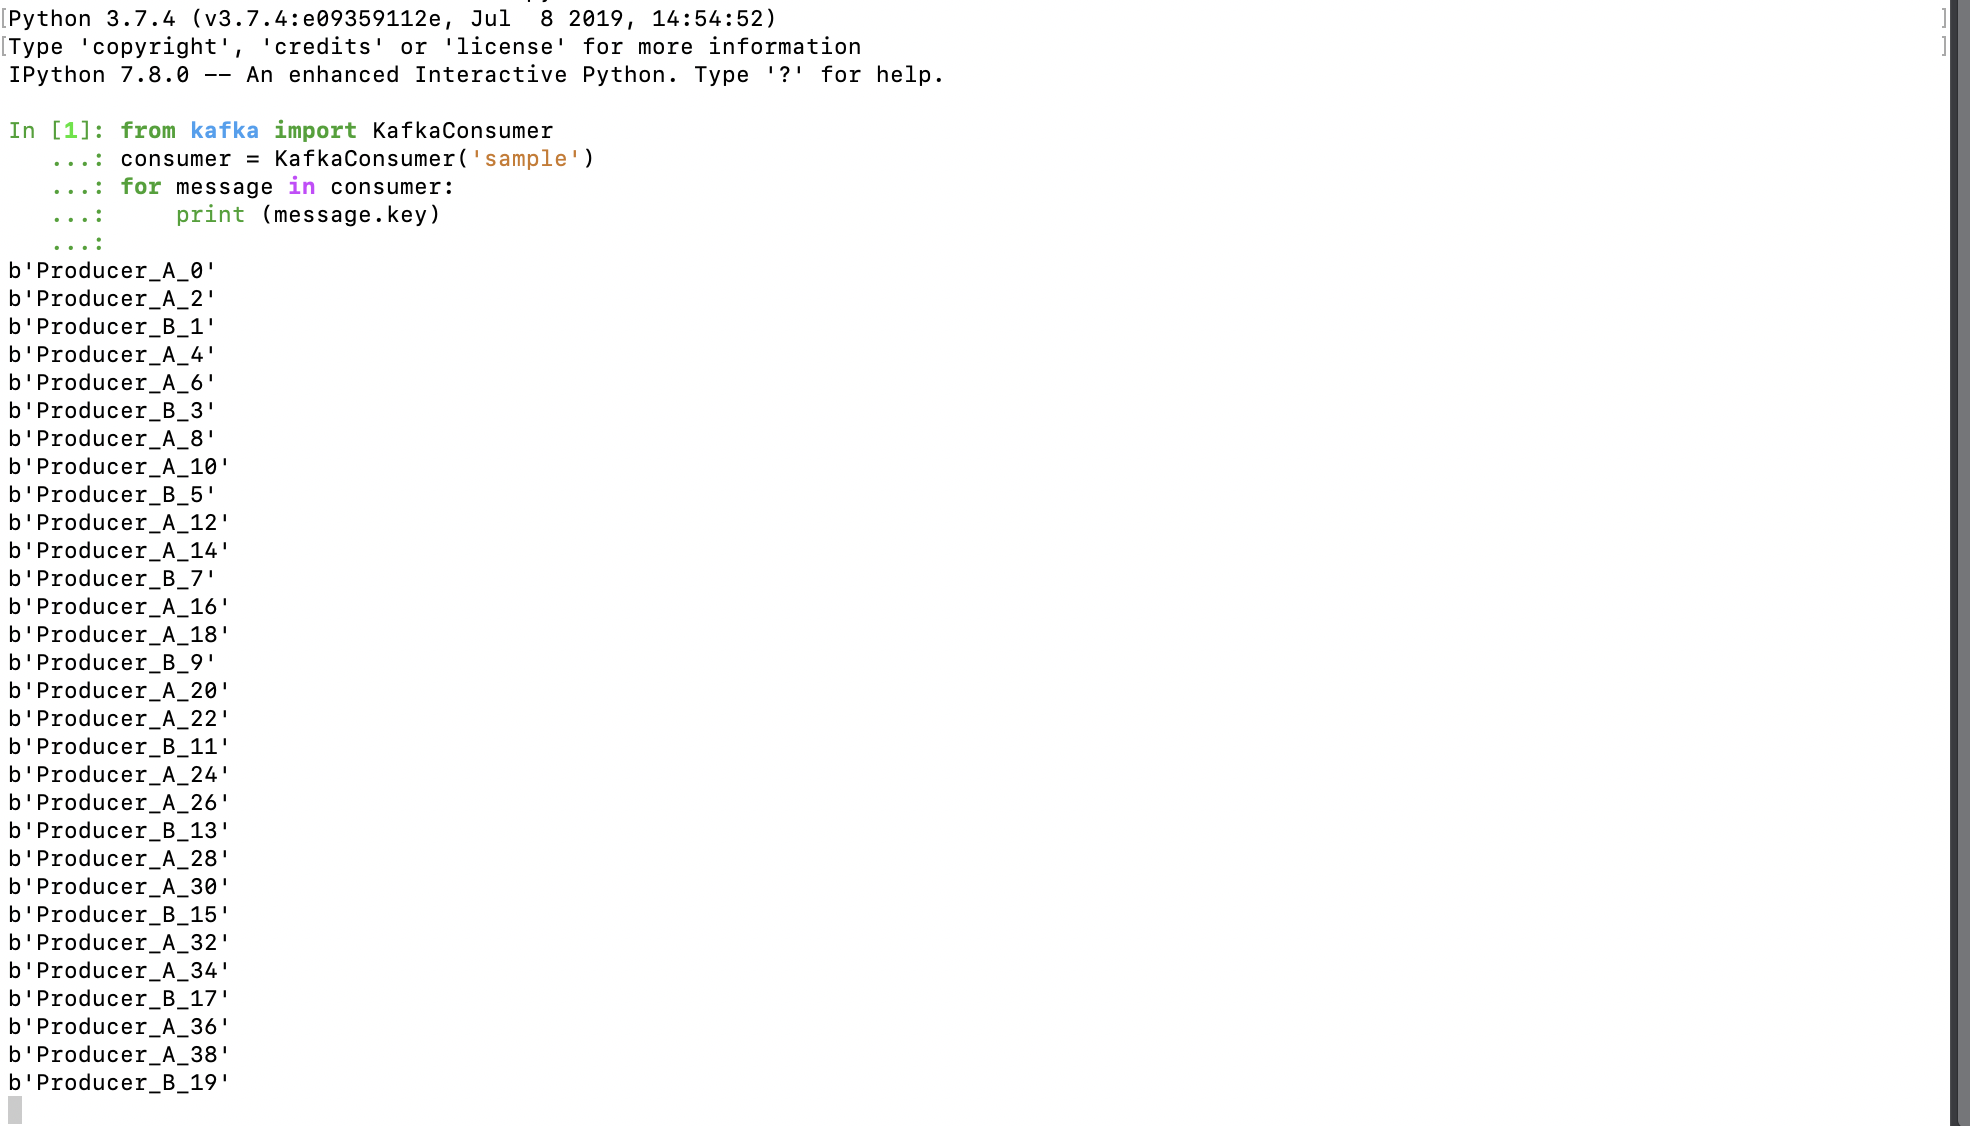 [Python 3.7.4 (v3.7.4:e09359112e, Jul  8 2019, 14:54:52) ]
[Type 'copyright', 'credits' or 'license' for more information ]
IPython 7.8.0 -- An enhanced Interactive Python. Type '?' for help.
In [1]: from kafka import KafkaConsumer
   ...: consumer = KafkaConsumer('sample')
   ...: for message in consumer:
   ...:     print (message.key)
   ...:
b'Producer_A_0'
b'Producer_A_2'
b'Producer_B_1'
b'Producer_A_4'
b'Producer_A_6'
b'Producer_B_3'
b'Producer_A_8'
b'Producer_A_10'
b'Producer_B_5'
b'Producer_A_12'
b'Producer_A_14'
b'Producer_B_7'
b'Producer_A_16'
b'Producer_A_18'
b'Producer_B_9'
b'Producer_A_20'
b'Producer_A_22'
b'Producer_B_11'
b'Producer_A_24'
b'Producer_A_26'
b'Producer_B_13'
b'Producer_A_28'
b'Producer_A_30'
b'Producer_B_15'
b'Producer_A_32'
b'Producer_A_34'
b'Producer_B_17'
b'Producer_A_36'
b'Producer_A_38'
b'Producer_B_19'